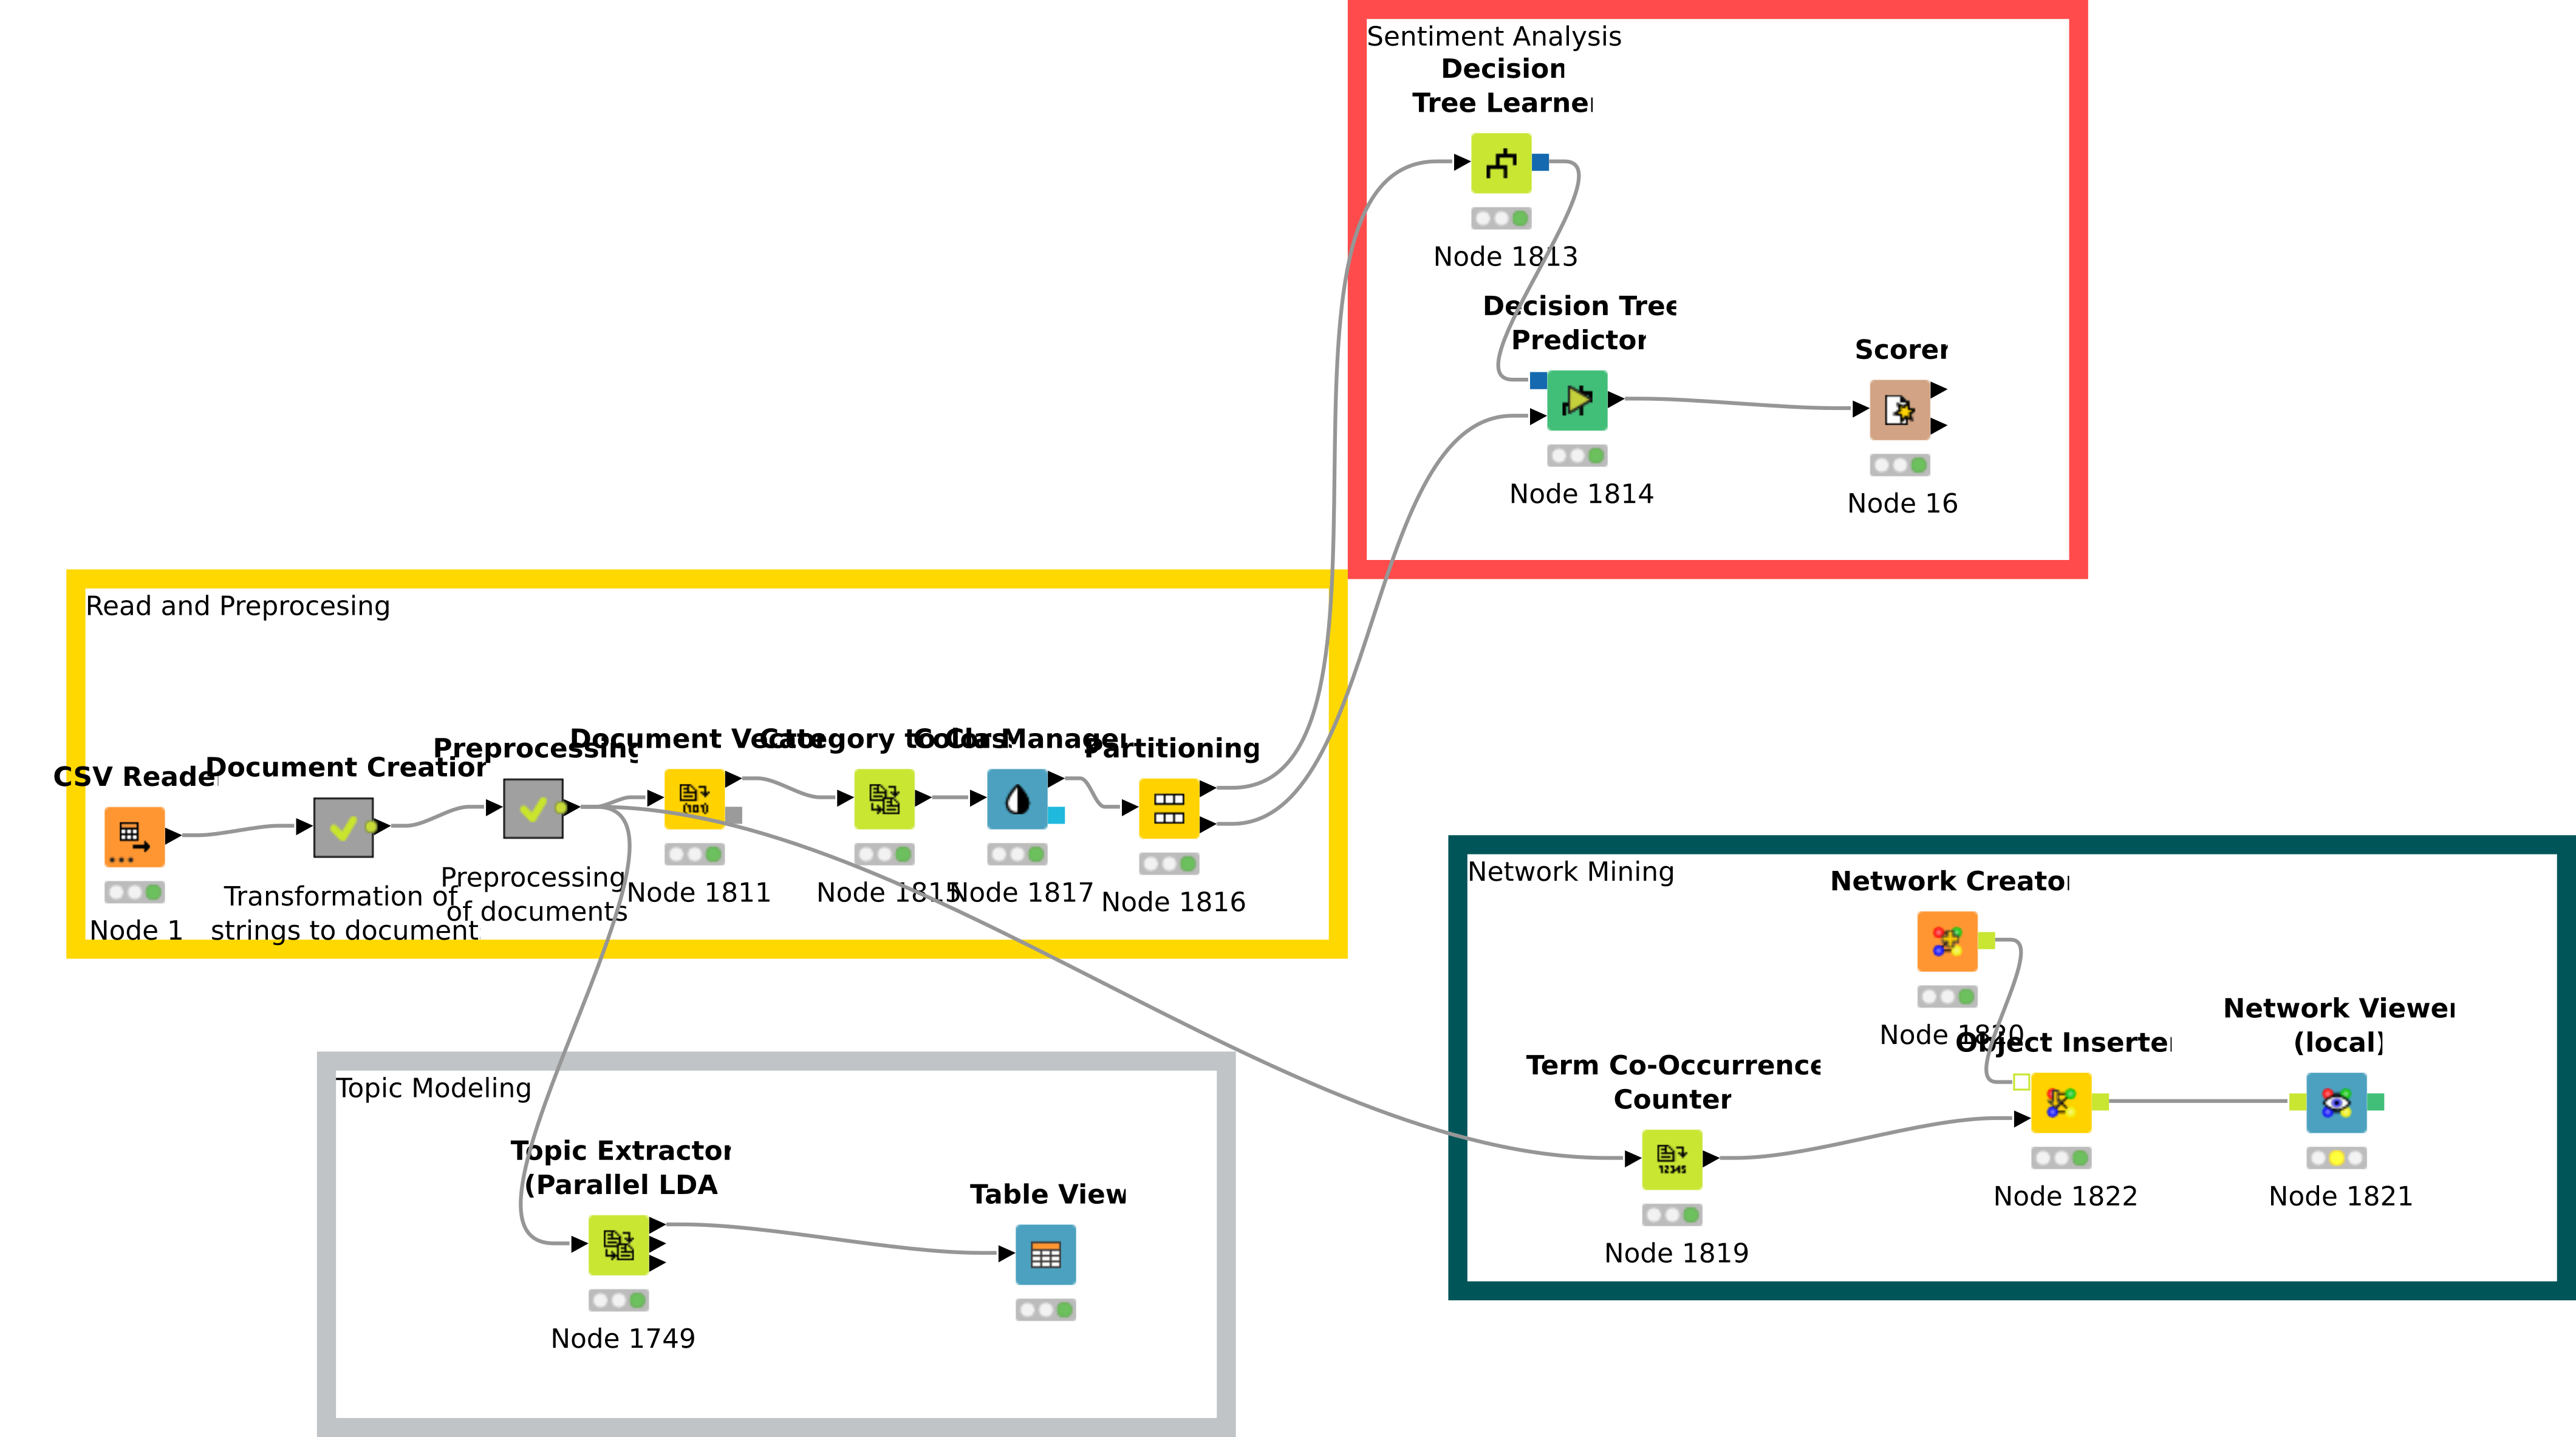 Sentiment Analysis
Decision
Tree Learner
Node 1813
Decision Tree
Predictor
Node 1814
Scorer
Node 16
Read and Preprocesing
CSV Reade
Node 1
Document Creation
Transformation of
strings to document
Preprocessing
Preprocessing
of documents
Document Vector
Node 1811
Category to Class
Node 1815
Color Manager
Node 1817
Partitioning
Node 1816
Network Mining
Network Creator
Node 1820
Term Co-Occurrence
Counter
Node 1819
Object Inserter
Node 1822
Network Viewer
(local)
Node 1821
Topic Modeling
Topic Extractor
(Parallel LDA
Node 1749
Table View
(101)
12345